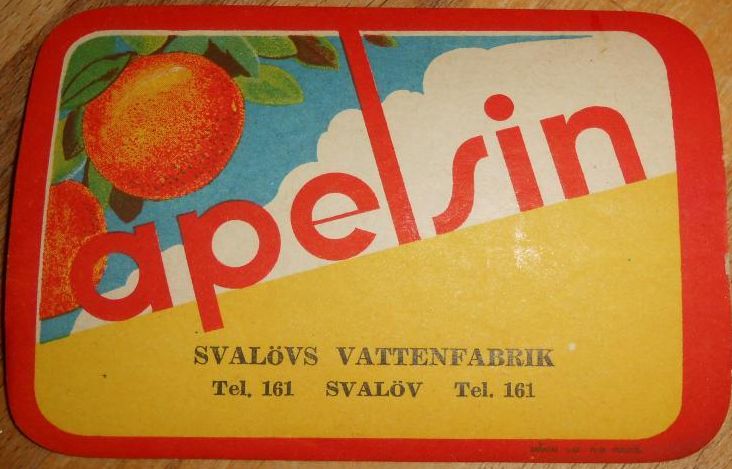 apelsin
SVALÖVS VATTENFABRIK
Tel. 161 SVALÖV Tel. 161